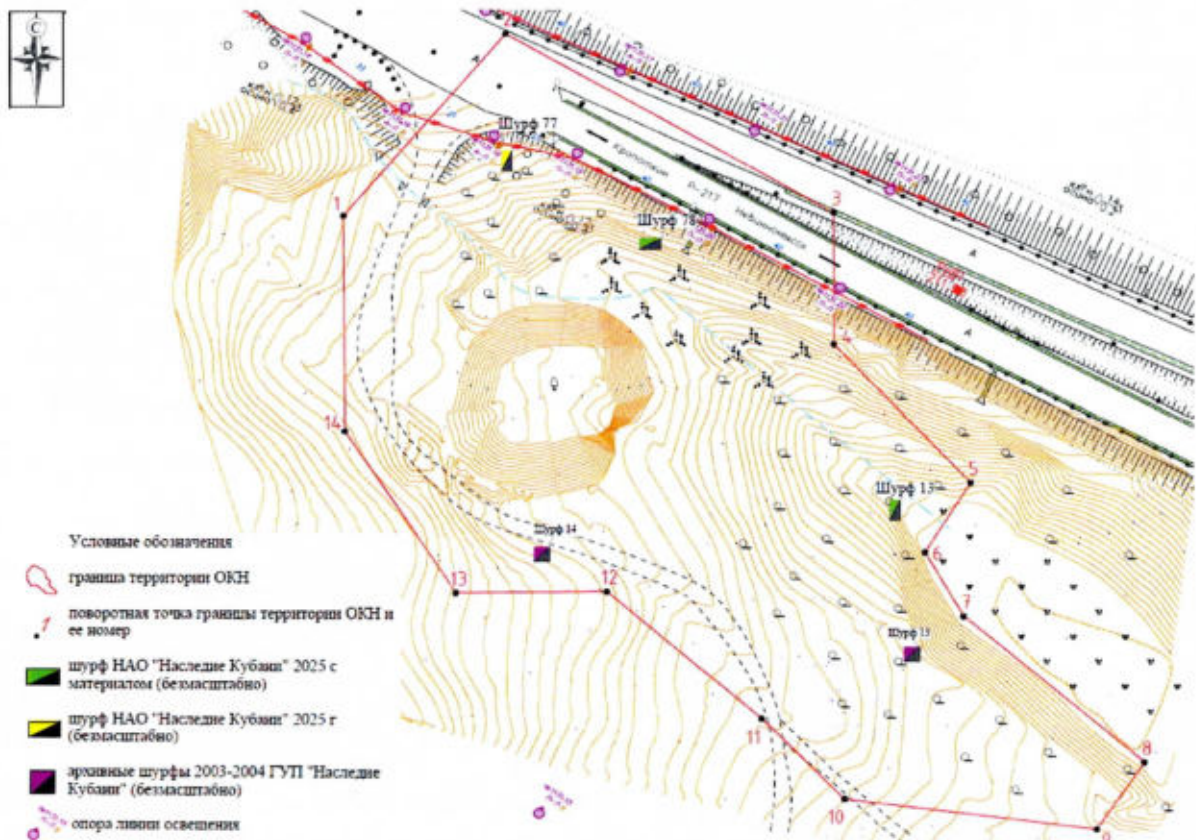 С
2
Шурф 77
1
Кропоткин
Р-217
Невинномысск
3
Шурф 78
А
А
А
4
14
5
Шурф 13
6
Шурф 14
13
12
7
Шурф 13
11
8
10
Условные обозначения
граница территории ОКН
1
поворотная точка границы территории ОКН и
ее номер
шурф НАО "Наследие Кубани" 2025 с
материалом (безмасштабно)
шурф НАО "Наследие Кубани" 2025 г
(безмасштабно)
архивные шурфы 2003-2004 ГУП "Наследие
Кубани" (безмасштабно)
опора линии освещения